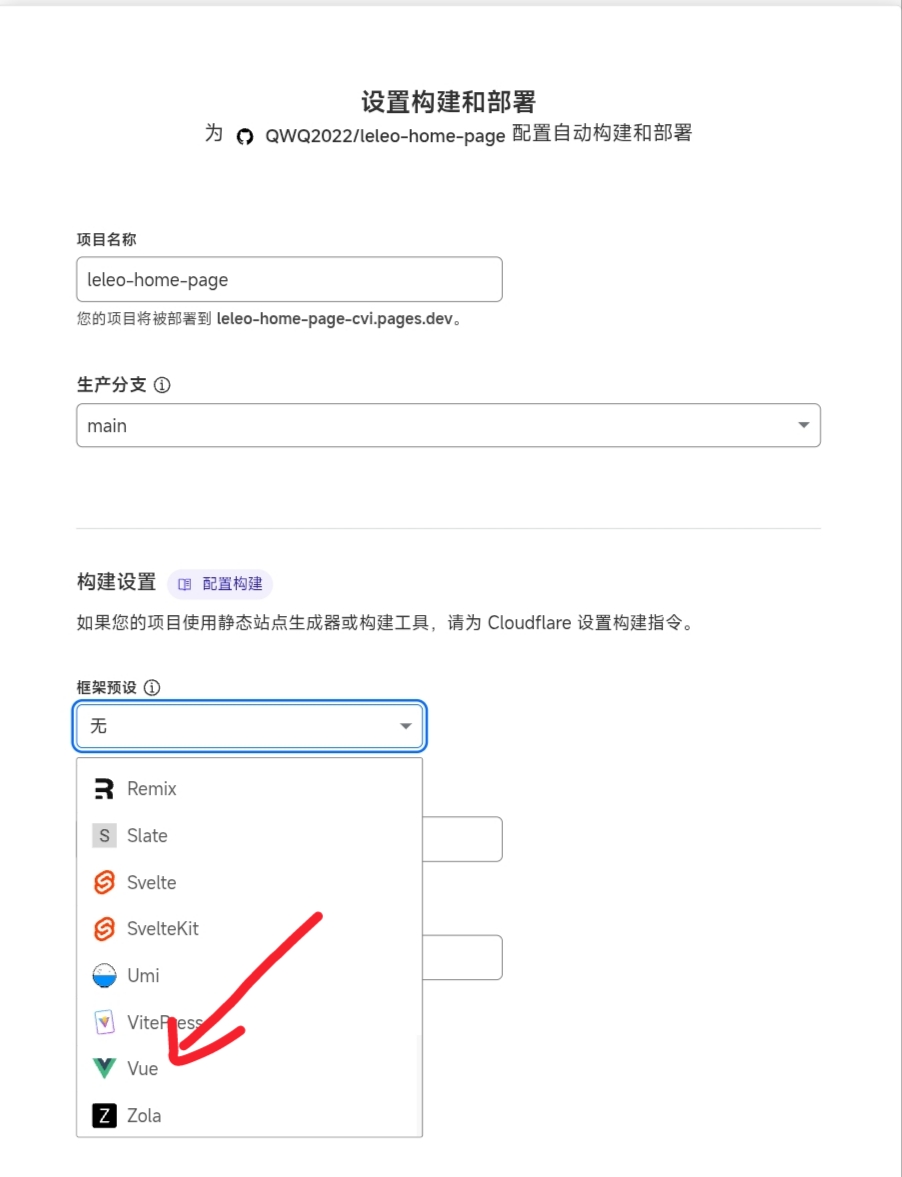 设置构建和部署
为 QWQ2022/leleo-home-page 配置自动构建和部署
项目名称
leleo-home-page
您的项目将被部署到 leleo-home-page-cvi.pages.dev。
生产分支
main
构建设置 配置构建
如果您的项目使用静态站点生成器或构建工具，请为 Cloudflare 设置构建指令。
框架预设
无
Remix
S Slate
Svelte
SvelteKit
Umi
VitePress
Vue
Z Zola